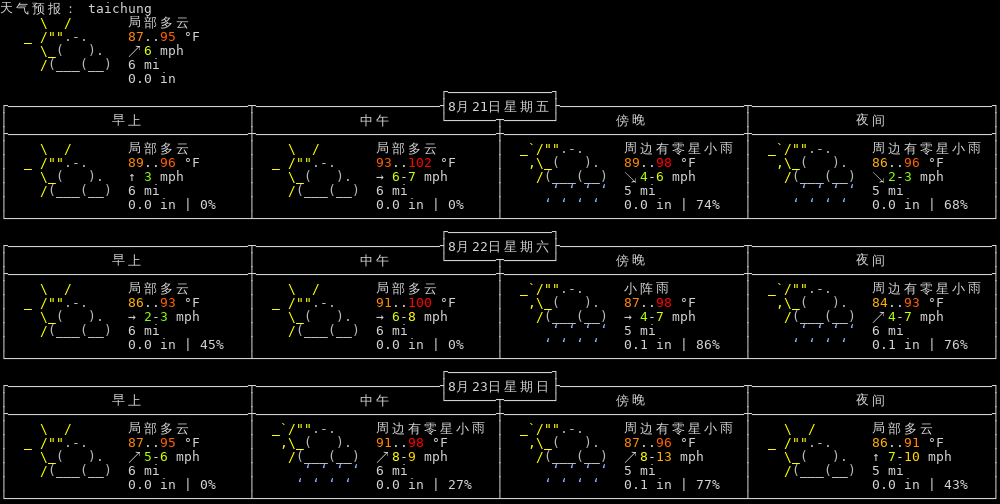 天气预报： taichung
局部多云
87..95 °F
↗6 mph
6 mi
0.0 in
8月21日星期五
早上 中午 傍晚 夜间
局部多云 局部多云 周边有零星小雨 周边有零星小雨
89..96 °F 93..102 °F 89..98 °F 86..96 °F
↑ 3 mph → 6-7 mph ↘4-6 mph ↘2-3 mph
6 mi 6 mi 5 mi 5 mi
0.0 in | 0% 0.0 in | 0% 0.0 in | 74% 0.0 in | 68%
8月22日星期六
早上 中午 傍晚 夜间
局部多云 局部多云 小阵雨 周边有零星小雨
86..93 °F 91..100 °F 87..98 °F 84..93 °F
→ 2-3 mph → 6-8 mph → 4-7 mph ↗4-7 mph
6 mi 6 mi 5 mi 6 mi
0.0 in | 45% 0.0 in | 0% 0.1 in | 86% 0.1 in | 76%
8月23日星期日
早上 中午 傍晚 夜间
局部多云 周边有零星小雨 周边有零星小雨 局部多云
87..95 °F 91..98 °F 87..96 °F 86..91 °F
↗5-6 mph ↗8-9 mph ↗8-13 mph ↑ 7-10 mph
6 mi 6 mi 5 mi 5 mi
0.0 in | 0% 0.0 in | 27% 0.1 in | 77% 0.0 in | 43%